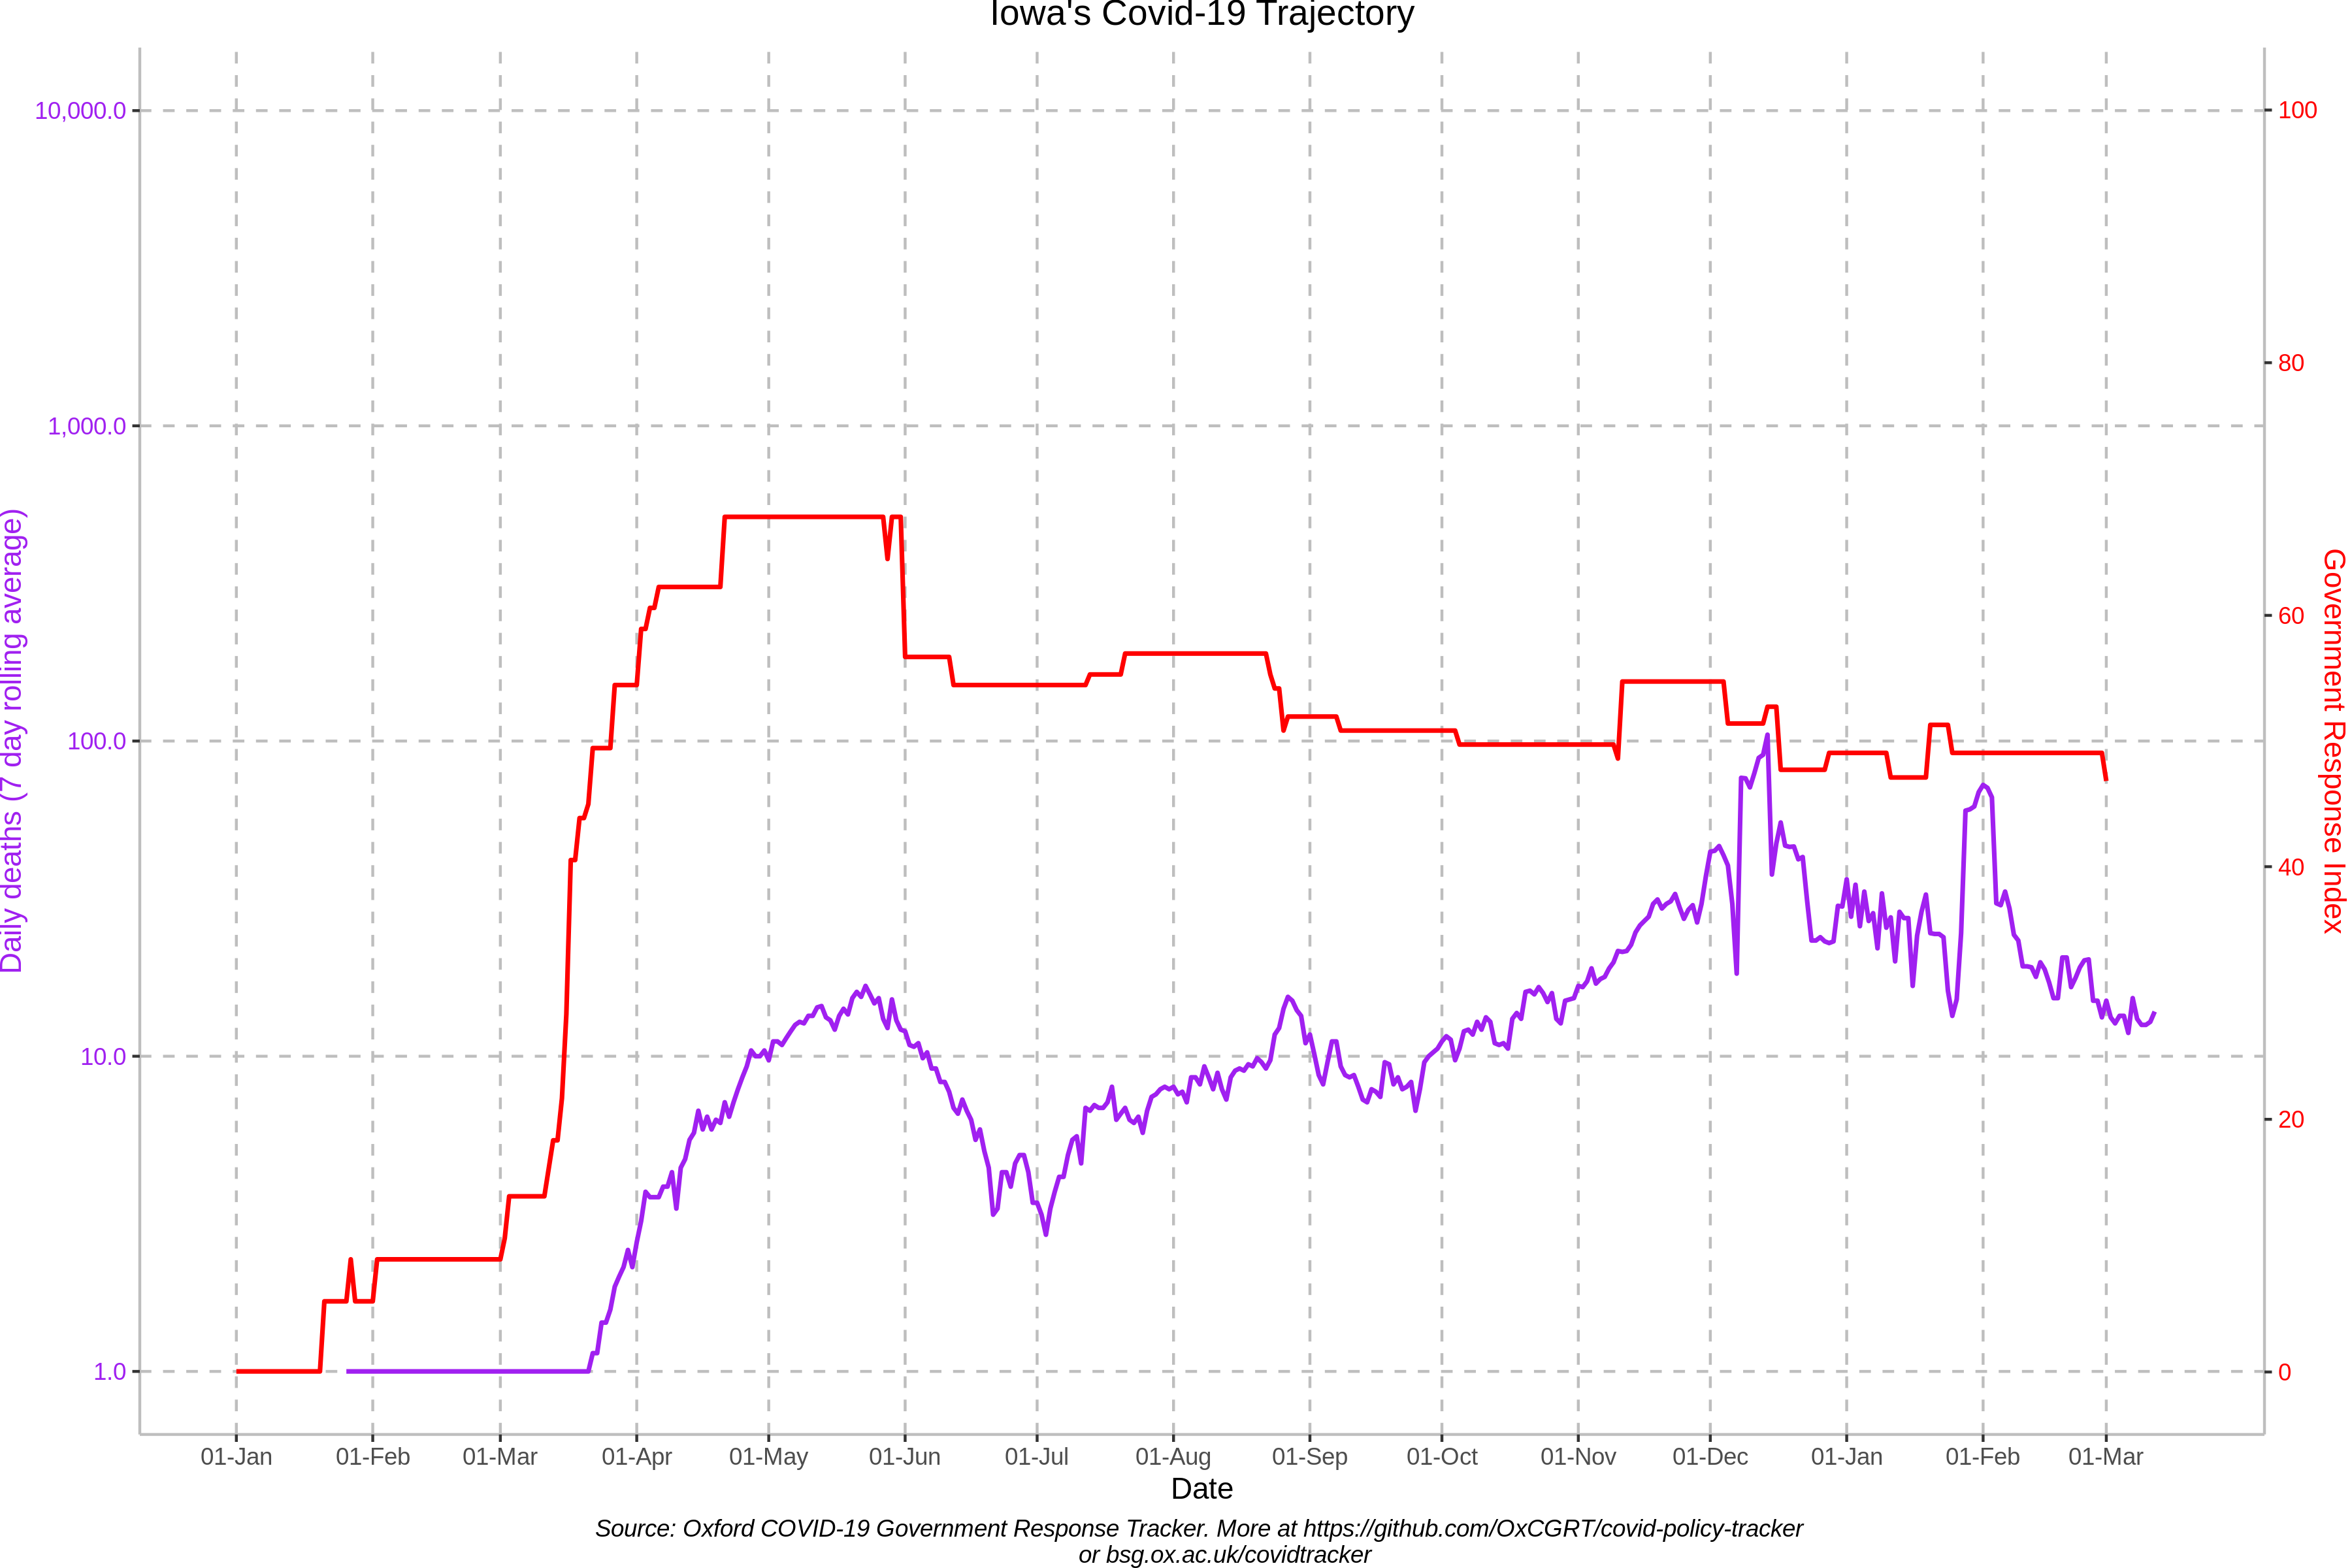 Iowa's Covid-19 Trajectory
10,000.0
1,000.0
100.0
10.0
1.0
Daily deaths (7 day rolling average)
100
80
60
40
20
0
Government Response Index
01-Jan 01-Feb 01-Mar 01-Apr 01-May 01-Jun 01-Jul 01-Aug 01-Sep 01-Oct 01-Nov 01-Dec 01-Jan 01-Feb 01-Mar
Date
Source: Oxford COVID-19 Government Response Tracker. More at https://github.com/OxCGRT/covid-policy-tracker
or bsg.ox.ac.uk/covidtracker